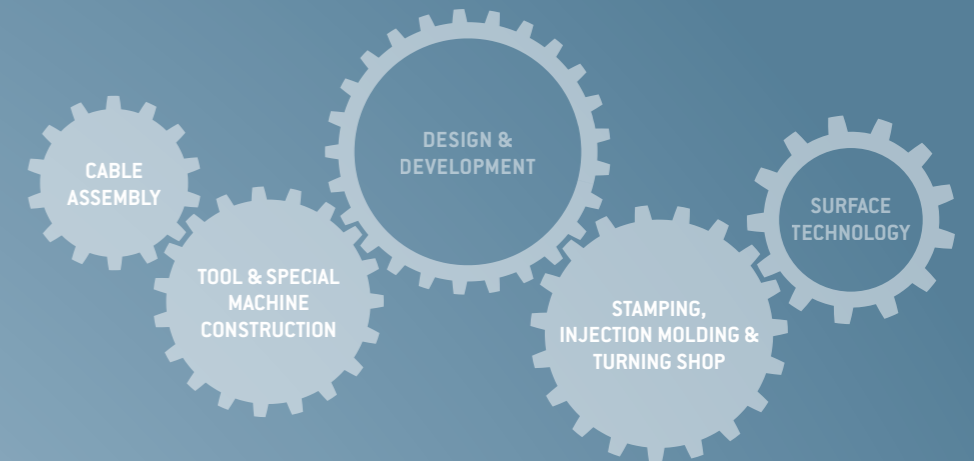 CABLE
ASSEMBLY
TOOL & SPECIAL
MACHINE
CONSTRUCTION
DESIGN &
DEVELOPMENT
STAMPING,
INJECTION MOLDING &
TURNING SHOP
SURFACE
TECHNOLOGY